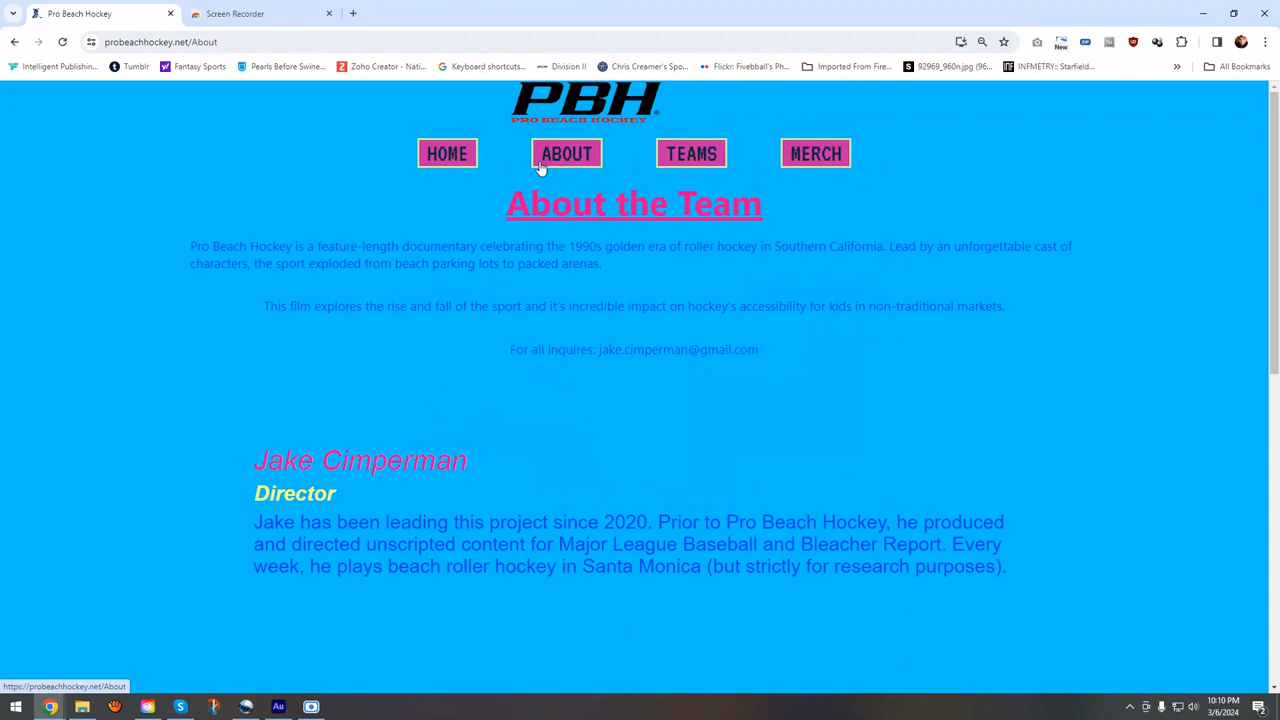 Pro Beach Hockey
Screen Recorder
probeachhockey.net/About
New
Intelligent Publishin...
Tumblr
Fantasy Sports
Pearls Before Swine...
Zoho Creator - Nati...
Keyboard shortcuts...
Division II
Chris Creamer's Spo...
Flickr: Fivebball's Ph...
Imported From Fire...
92969_960n.jpg (96...
INFMETRY:: Starfield...
All Bookmarks
PBH
PRO BEACH HOCKEY
HOME
ABOUT
TEAMS
MERCH
About the Team
Pro Beach Hockey is a feature-length documentary celebrating the 1990s golden era of roller hockey in Southern California. Lead by an unforgettable cast of
characters, the sport exploded from beach parking lots to packed arenas.
This film explores the rise and fall of the sport and it's incredible impact on hockey's accessibility for kids in non-traditional markets.
For all inquires: jake.cimperman@gmail.com
Jake Cimperman
Director
Jake has been leading this project since 2020. Prior to Pro Beach Hockey, he produced
and directed unscripted content for Major League Baseball and Bleacher Report. Every
week, he plays beach roller hockey in Santa Monica (but strictly for research purposes).
https://probeachhockey.net/About
10:10 PM
3/6/2024